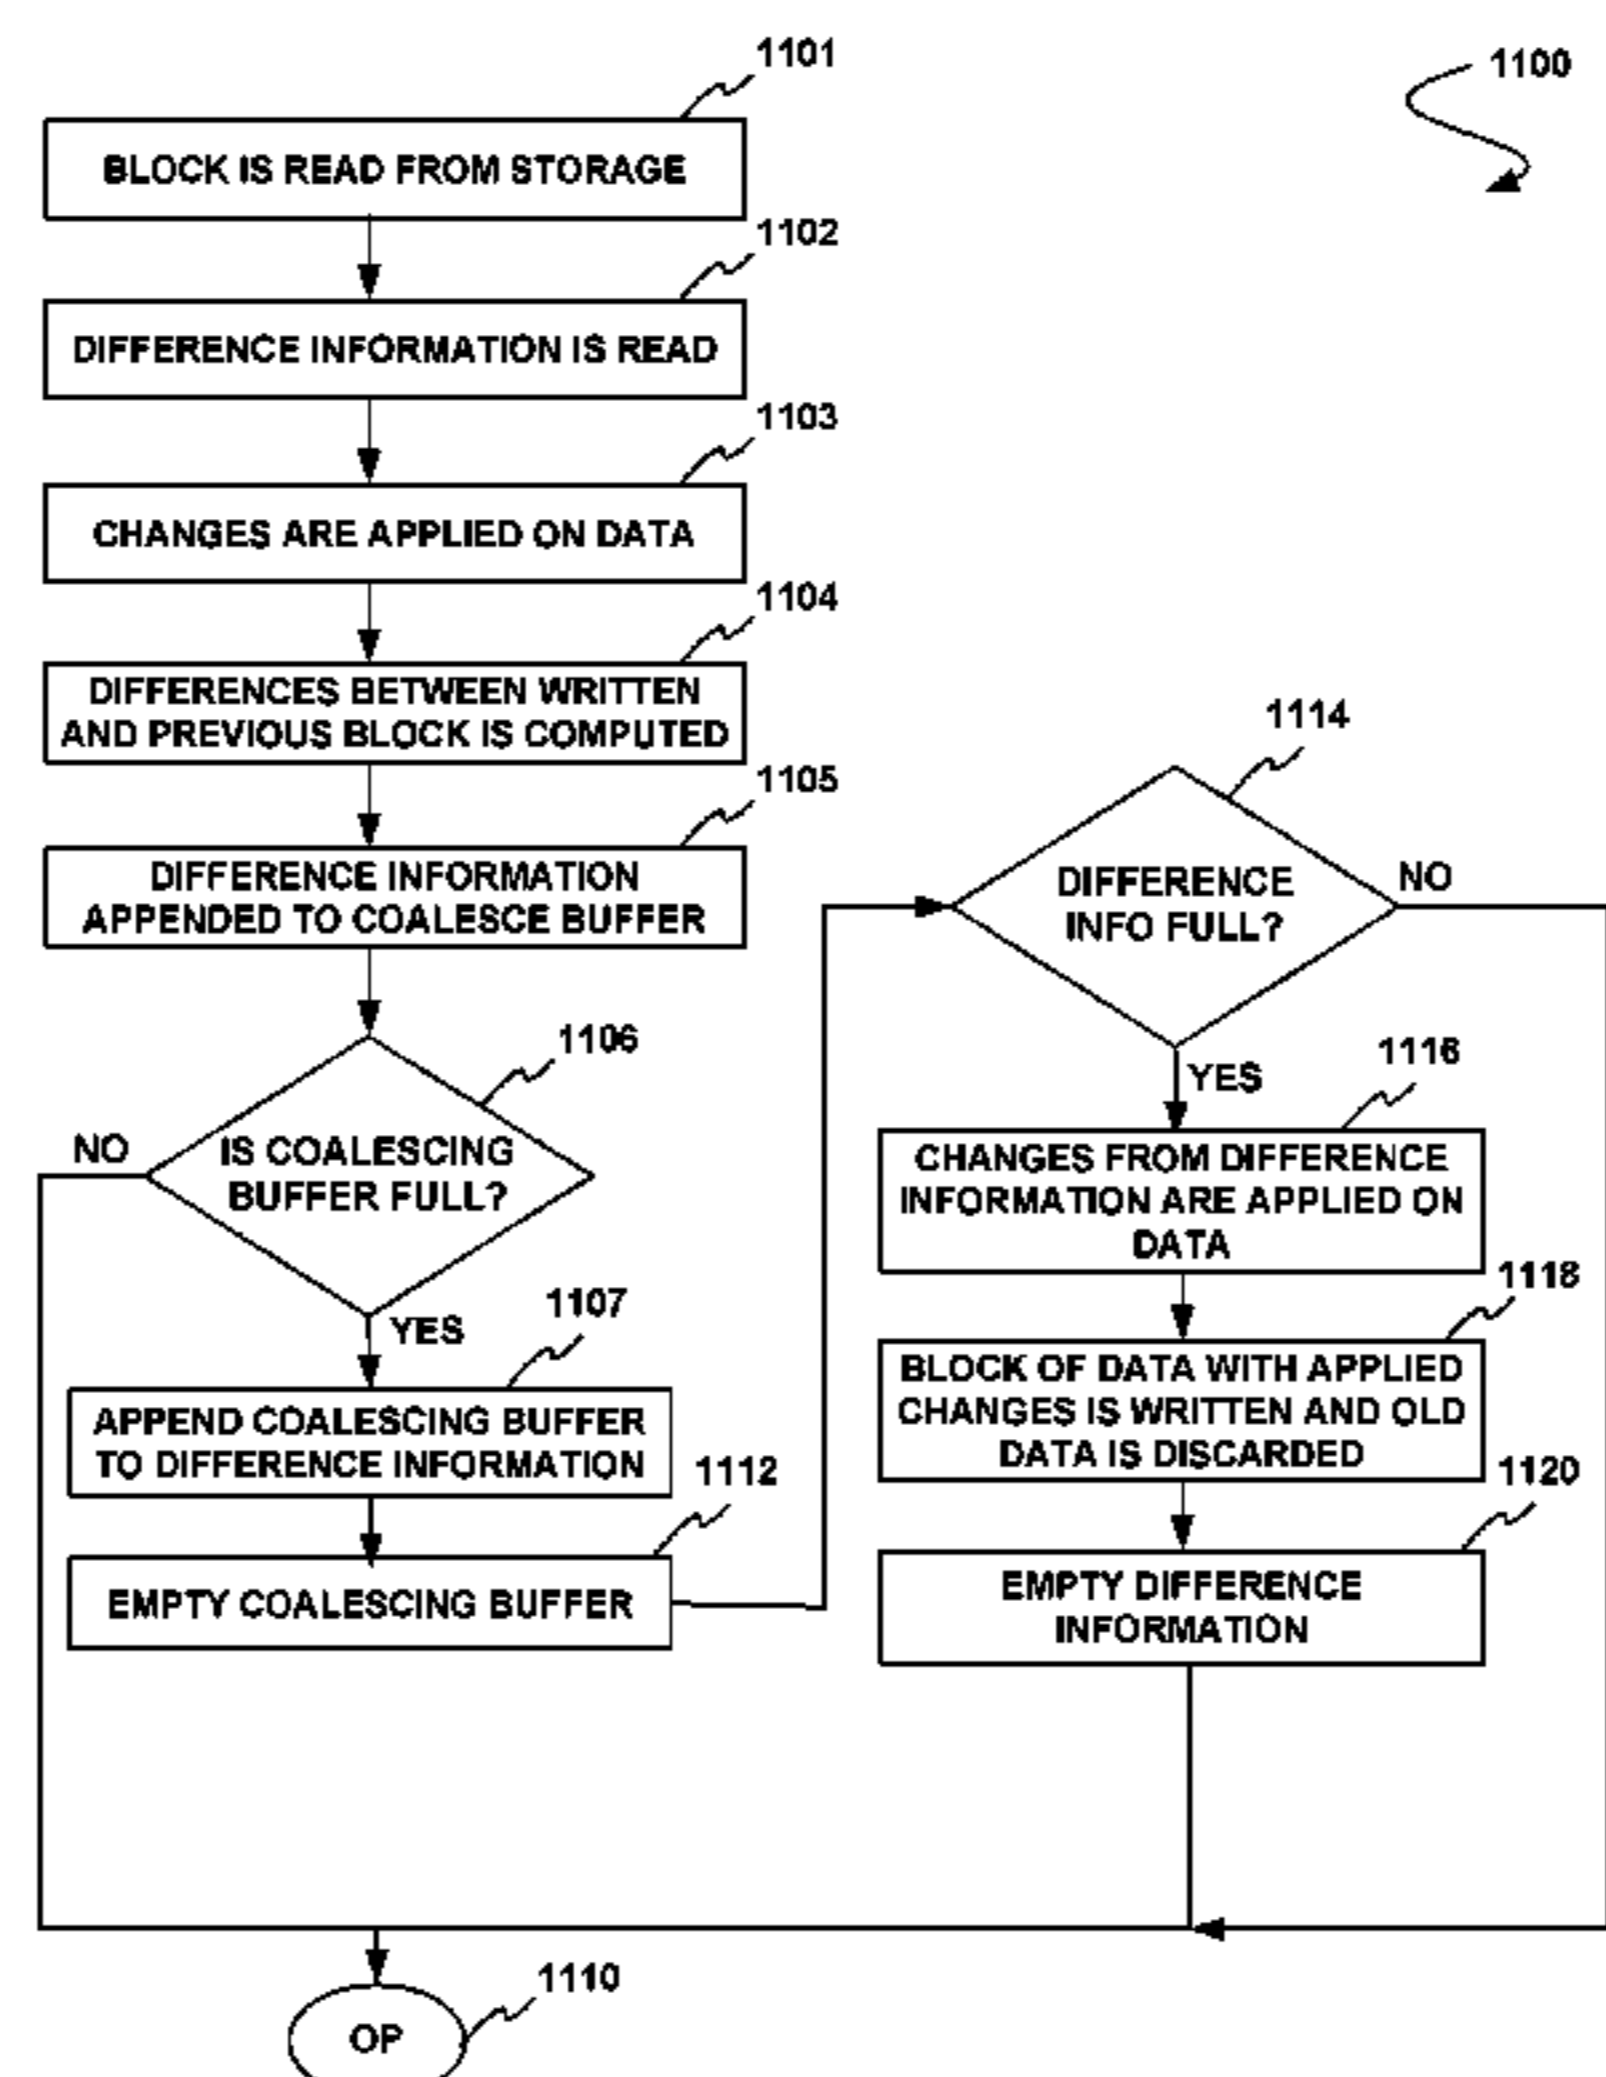 1101
1100
BLOCK IS READ FROM STORAGE
1102
DIFFERENCE INFORMATION IS READ
1103
CHANGES ARE APPLIED ON DATA
1104
DIFFERENCES BETWEEN WRITTEN
AND PREVIOUS BLOCK IS COMPUTED
1105
DIFFERENCE INFORMATION
APPENDED TO COALESCE BUFFER
1106
NO
IS COALESCING
BUFFER FULL?
YES
1107
APPEND COALESCING BUFFER
TO DIFFERENCE INFORMATION
1112
EMPTY COALESCING BUFFER
1114
DIFFERENCE
INFO FULL?
NO
YES
1116
CHANGES FROM DIFFERENCE
INFORMATION ARE APPLIED ON
DATA
1118
BLOCK OF DATA WITH APPLIED
CHANGES IS WRITTEN AND OLD
DATA IS DISCARDED
1120
EMPTY DIFFERENCE
INFORMATION
1110
OP